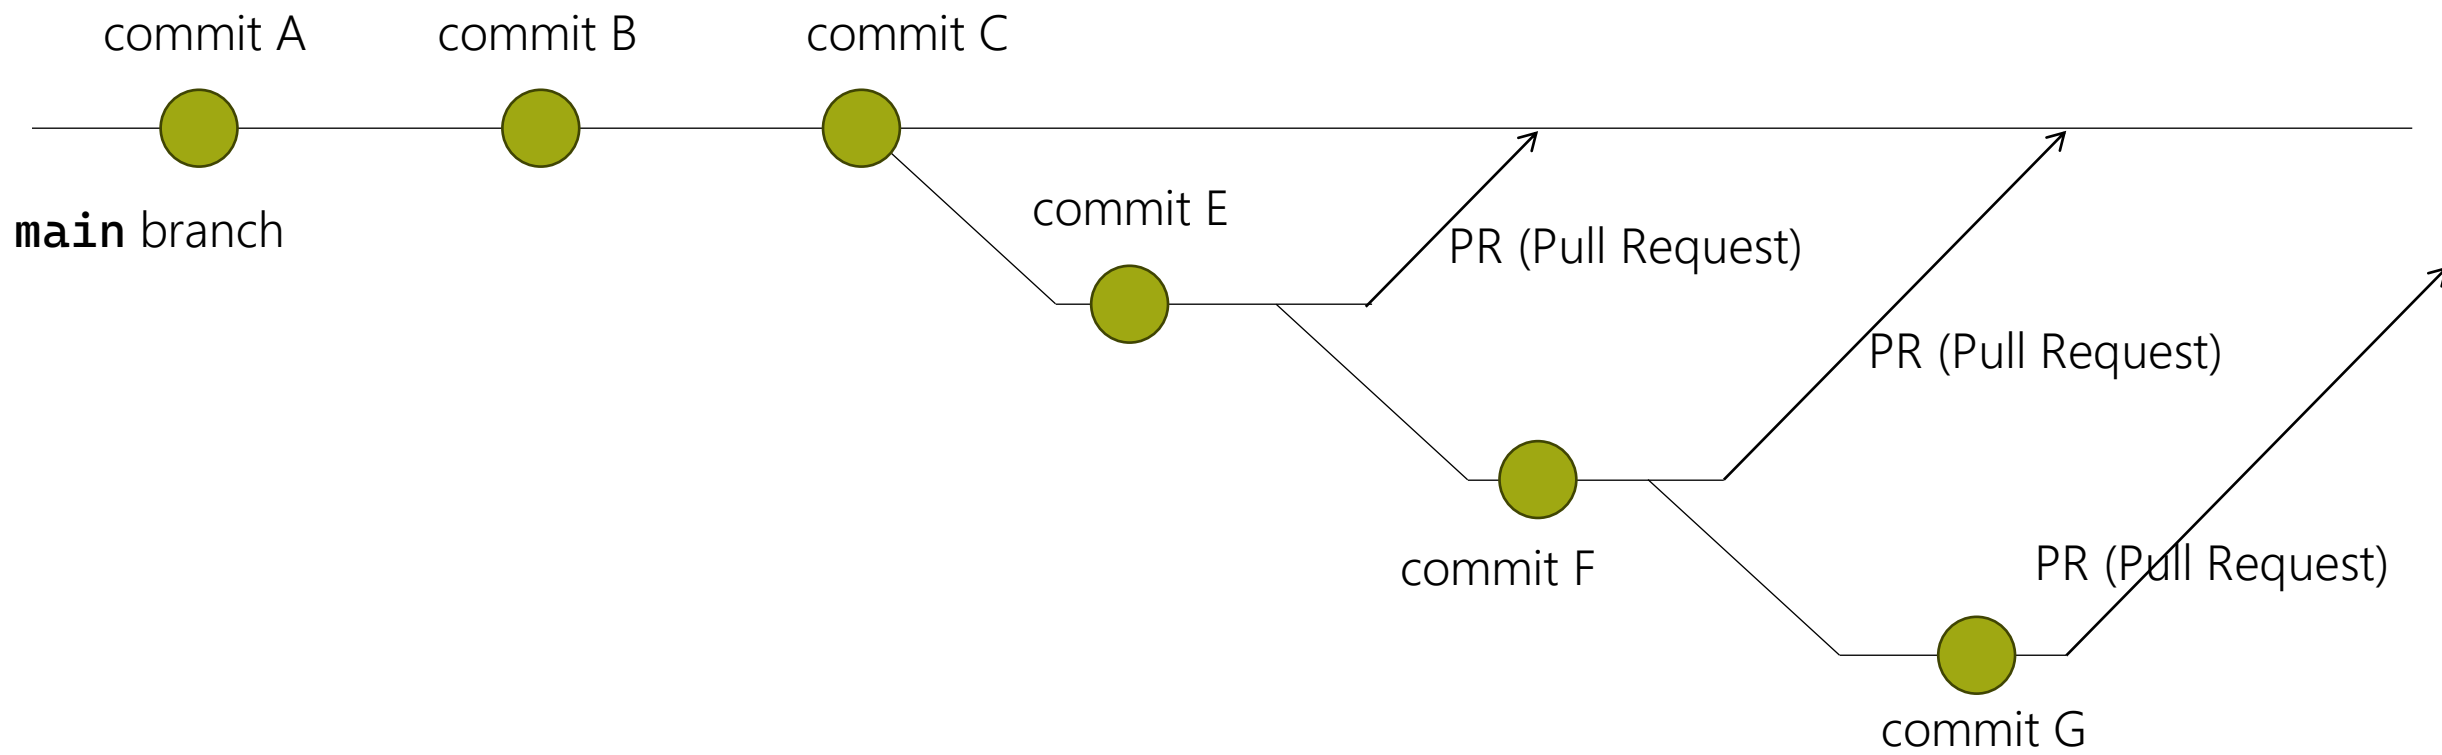 commit A
commit B
commit C
main branch
commit E
PR (Pull Request)
PR (Pull Request)
commit F
PR (Pull Request)
commit G